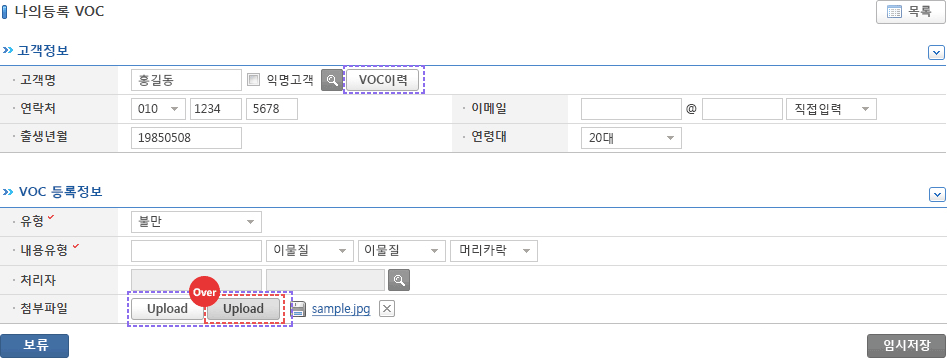 나의등록 VOC 목록
고객정보
· 고객명 홍길동 익명고객 VOC이력
· 연락처 010 1234 5678 · 이메일 @ 직접입력
· 출생년월 19850508 · 연령대 20대
VOC 등록정보
· 유형 불만
· 내용유형 이물질 이물질 머리카락
· 처리자
Over
· 첨부파일 Upload Upload sample.jpg
보류 임시저장